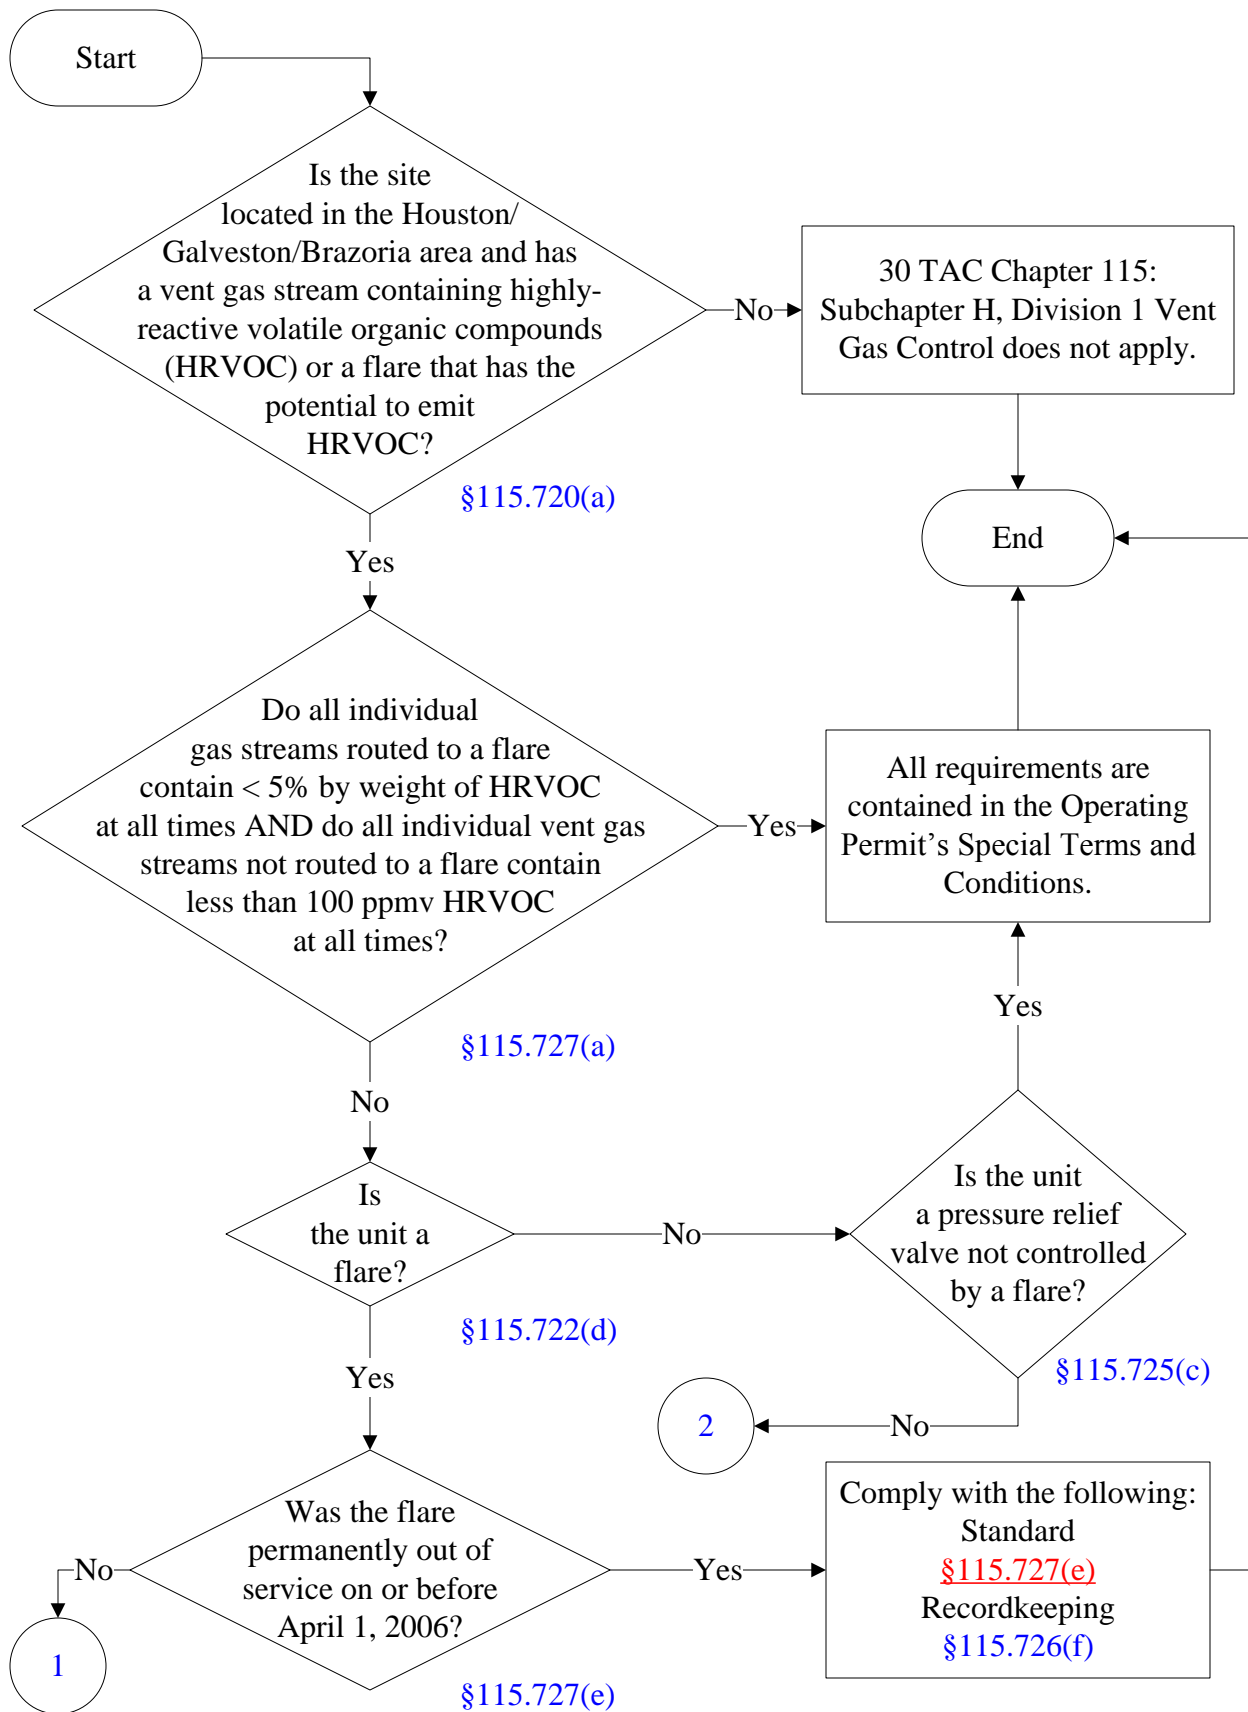 Start
Is the site
located in the Houston/
Galveston/Brazoria area and has
a vent gas stream containing highly-
reactive volatile organic compounds
(HRVOC) or a flare that has the
potential to emit
HRVOC?
§115.720(a)
No
30 TAC Chapter 115:
Subchapter H, Division 1 Vent
Gas Control does not apply.
End
Yes
Do all individual
gas streams routed to a flare
contain < 5% by weight of HRVOC
at all times AND do all individual vent gas
streams not routed to a flare contain
less than 100 ppmv HRVOC
at all times?
§115.727(a)
Yes
All requirements are
contained in the Operating
Permit's Special Terms and
Conditions.
Yes
No
Is
the unit a
flare?
§115.722(d)
No
Is the unit
a pressure relief
valve not controlled
by a flare?
§115.725(c)
No
2
Yes
Was the flare
permanently out of
service on or before
April 1, 2006?
§115.727(e)
No
1
Yes
Comply with the following:
Standard
§115.727(e)
Recordkeeping
§115.726(f)